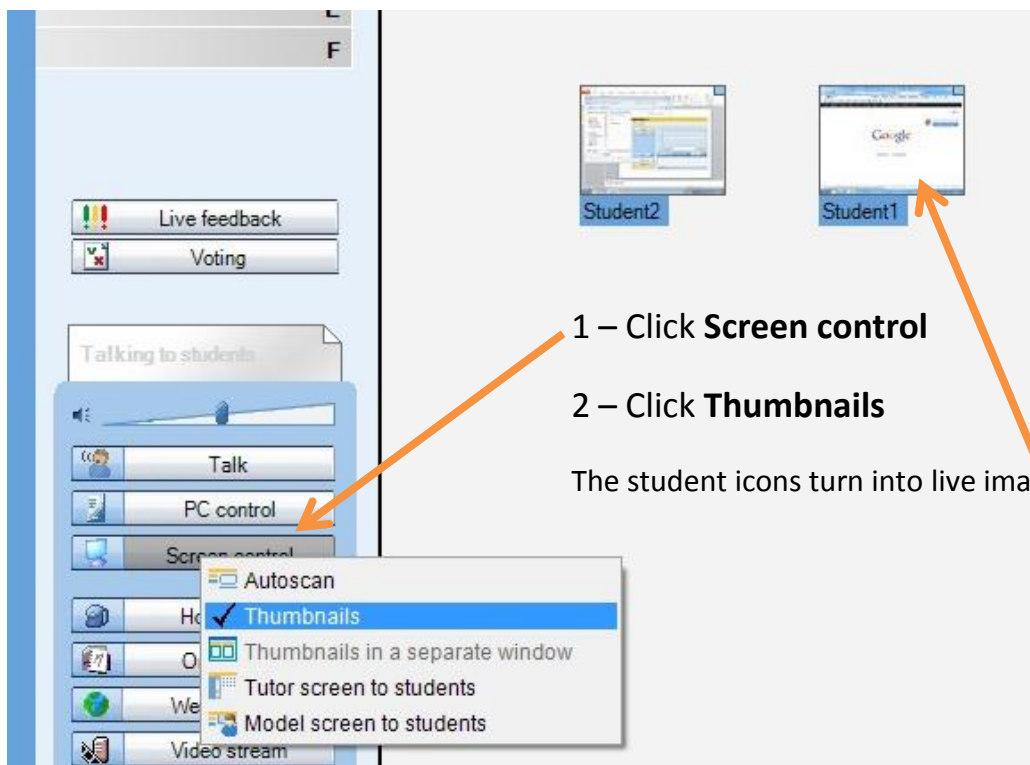 F
Live feedback
Voting
Google
Student2
Student1
1 – Click Screen control
2 – Click Thumbnails
The student icons turn into live ima
Talking to students
Talk
PC control
Screen control
Autoscan
Thumbnails
Thumbnails in a separate window
Tutor screen to students
Model screen to students
Video stream